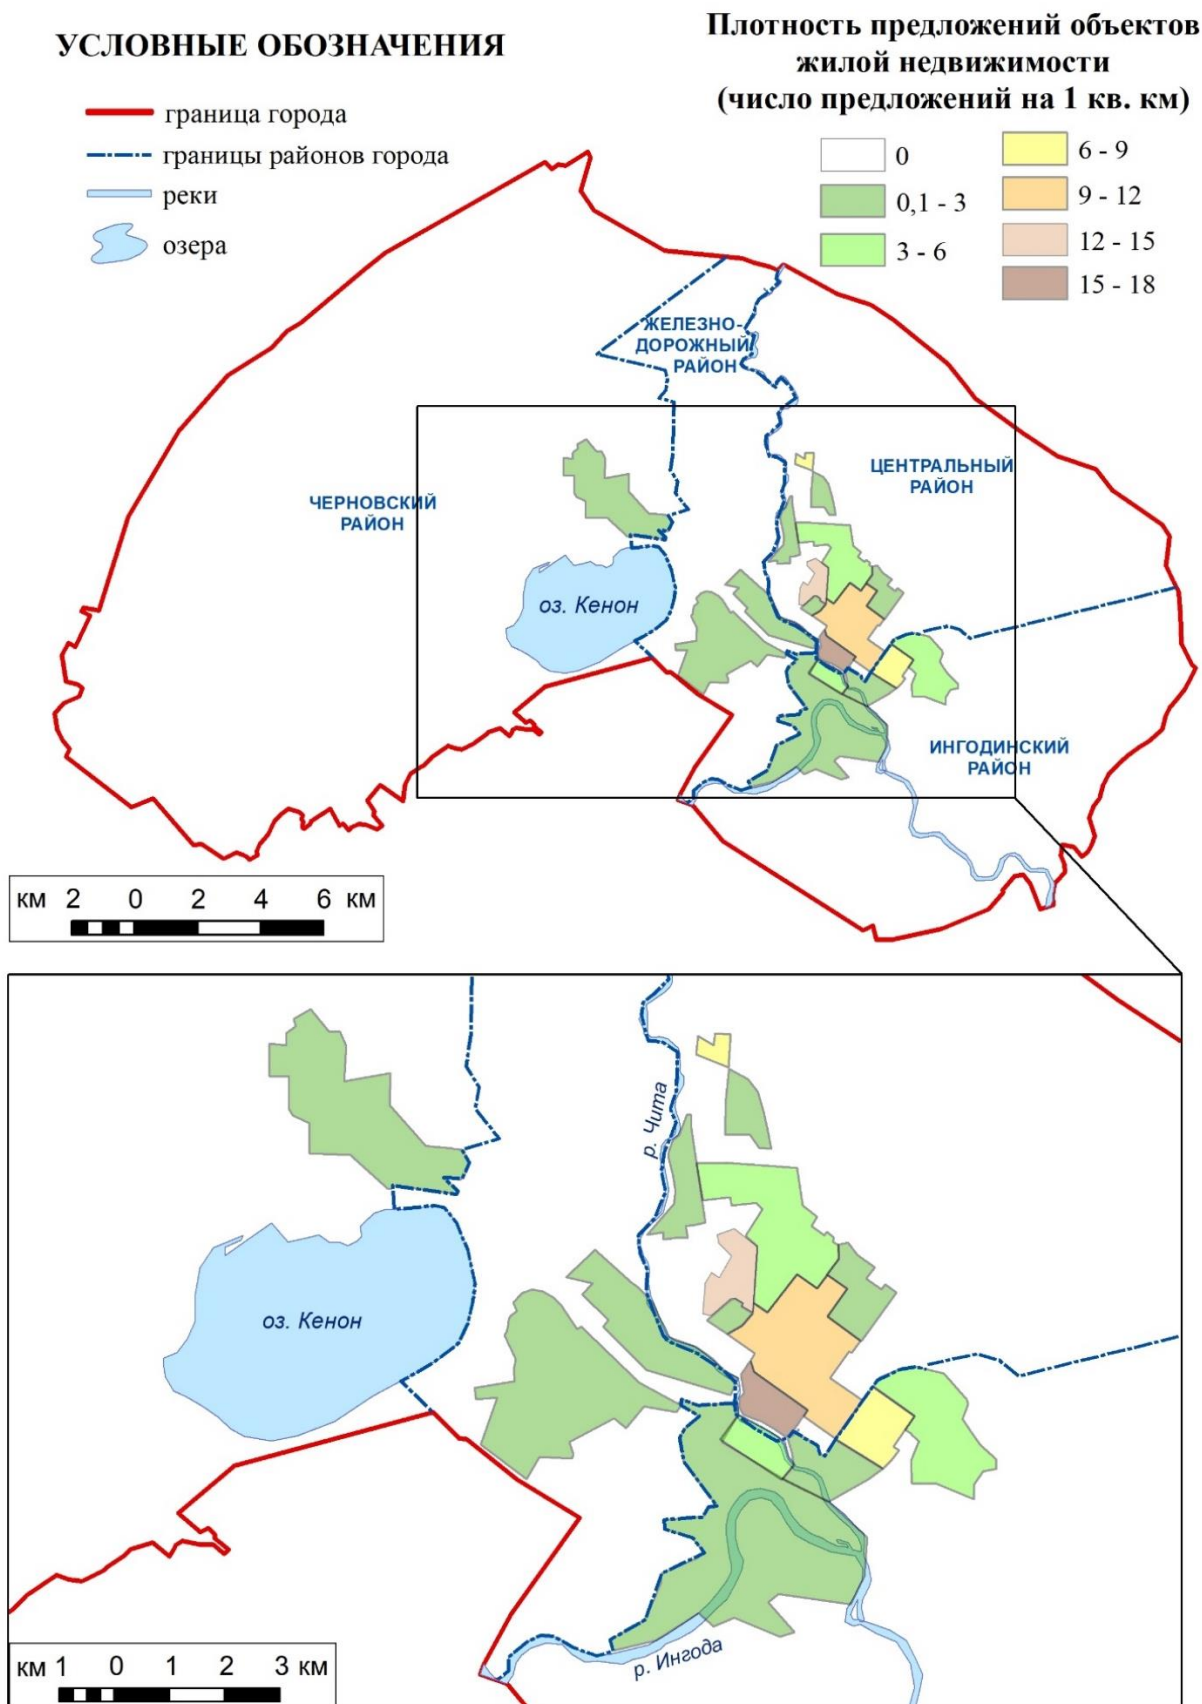 УСЛОВНЫЕ ОБОЗНАЧЕНИЯ
граница города
границы районов города
реки
озера
Плотность предложений объектов
жилой недвижимости
(число предложений на 1 кв. км)
0
0,1 - 3
3 - 6
6 - 9
9 - 12
12 - 15
15 - 18
ЖЕЛЕЗНО-
ДОРОЖНЫЙ
РАЙОН
ЦЕНТРАЛЬНЫЙ
РАЙОН
ЧЕРНОВСКИЙ
РАЙОН
оз. Кенон
ИНГОДИНСКИЙ
РАЙОН
км 2 0 2 4 6 км
р. Чита
оз. Кенон
р. Ингода
км 1 0 1 2 3 км